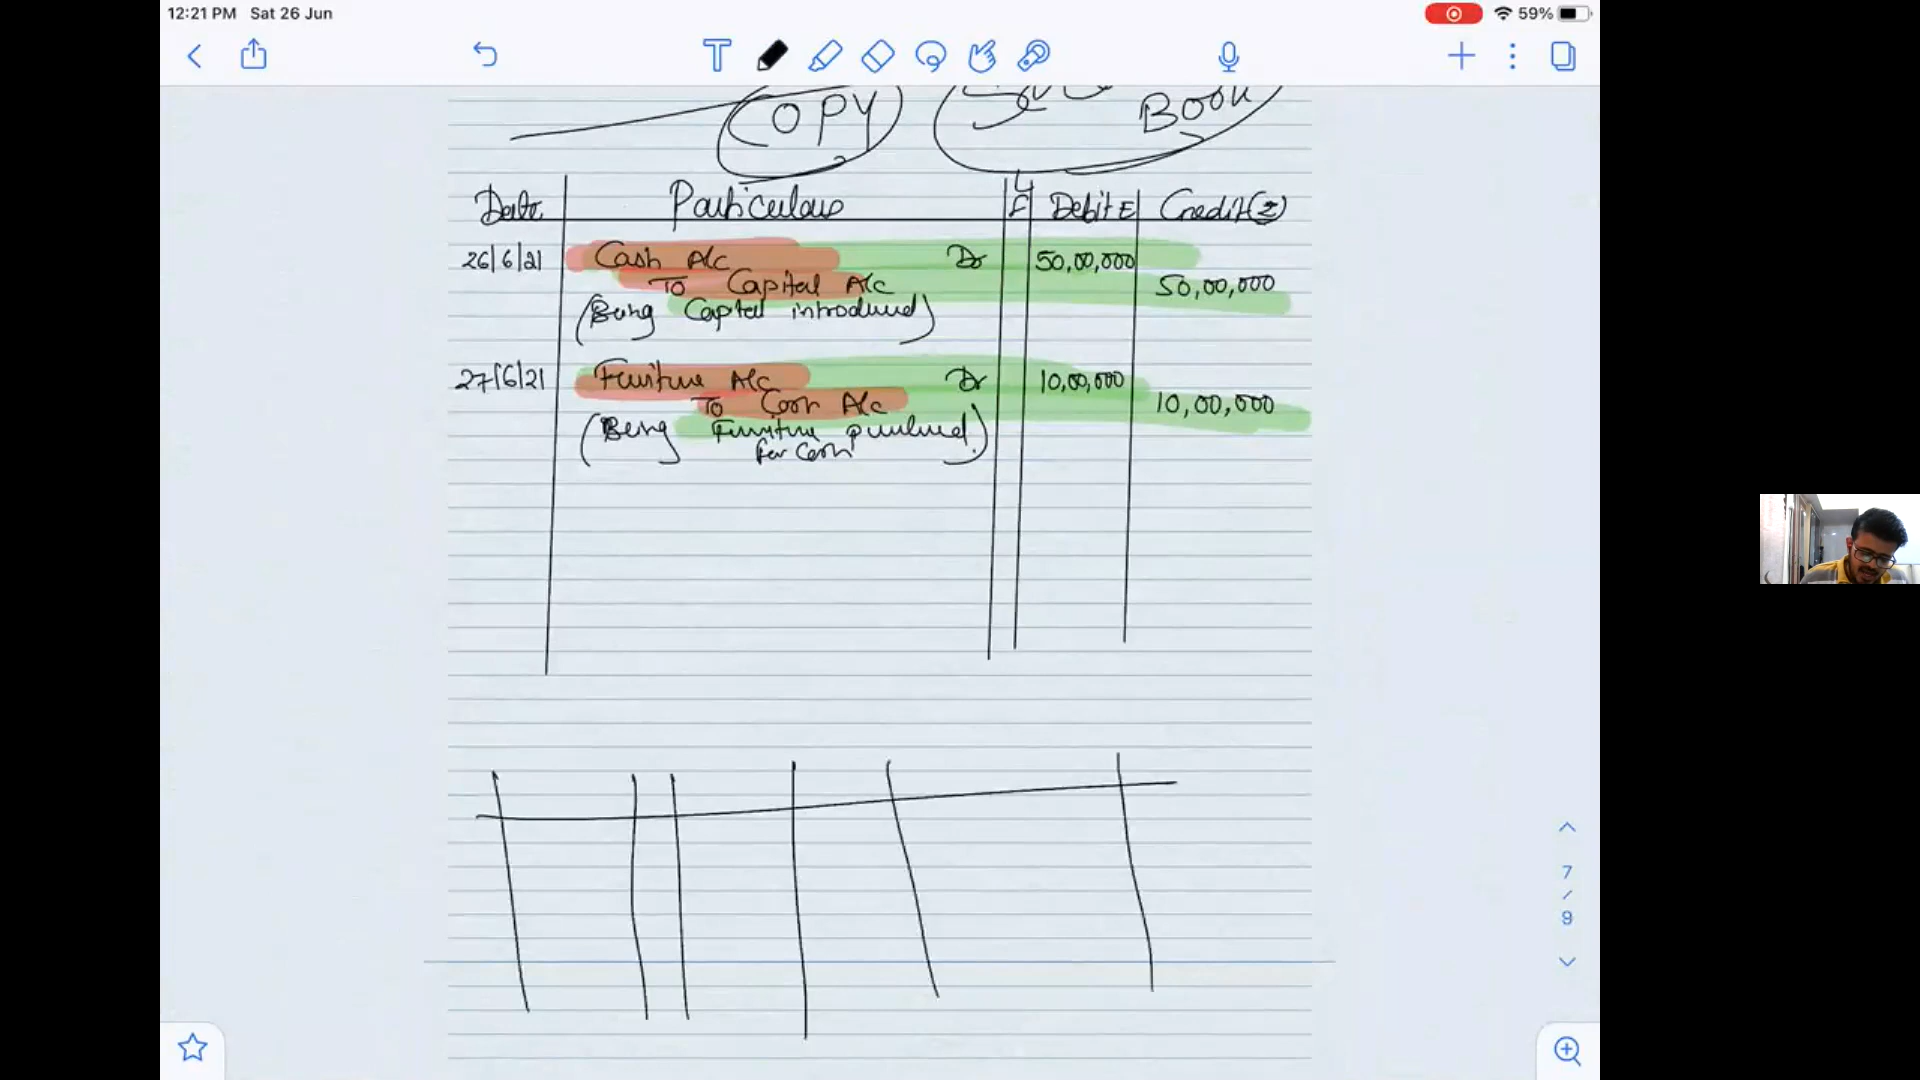 12:21 PM Sat 26 Jun
59%
T
OPY
BOOK
Date Particulars LF Debit Credit(₹)
26/6/21 Cash A/c Dr 50,00,000
To Capital A/c 50,00,000
(Being Capital introduced)
27/6/21 Furniture A/c Dr 10,00,000
To Cash A/c 10,00,000
(Being Furniture purchased
for Cash)
7
/
9